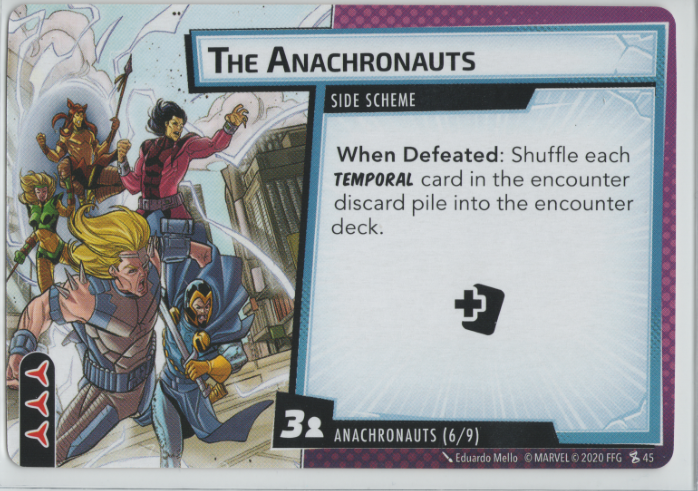 THE ANACHRONAUTS
SIDE SCHEME
When Defeated: Shuffle each
TEMPORAL card in the encounter
discard pile into the encounter
deck.
3
ANACHRONAUTS (6/9)
Eduardo Mello © MARVEL © 2020 FFG 45